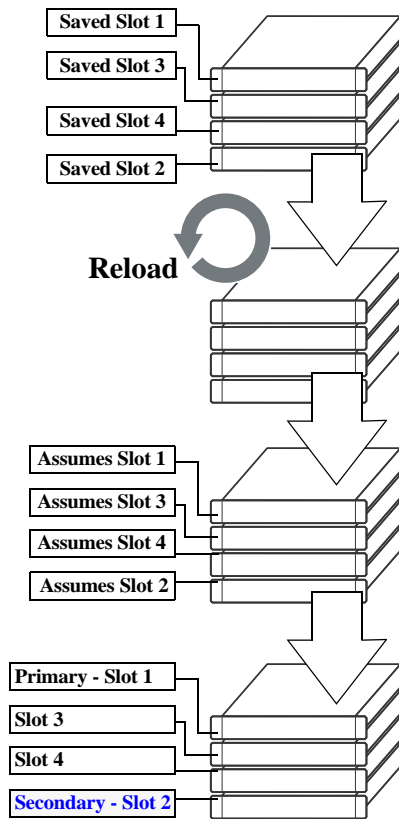 Saved Slot 1
Saved Slot 3
Saved Slot 4
Saved Slot 2
Reload
Assumes Slot 1
Assumes Slot 3
Assumes Slot 4
Assumes Slot 2
Primary - Slot 1
Slot 3
Slot 4
Secondary - Slot 2